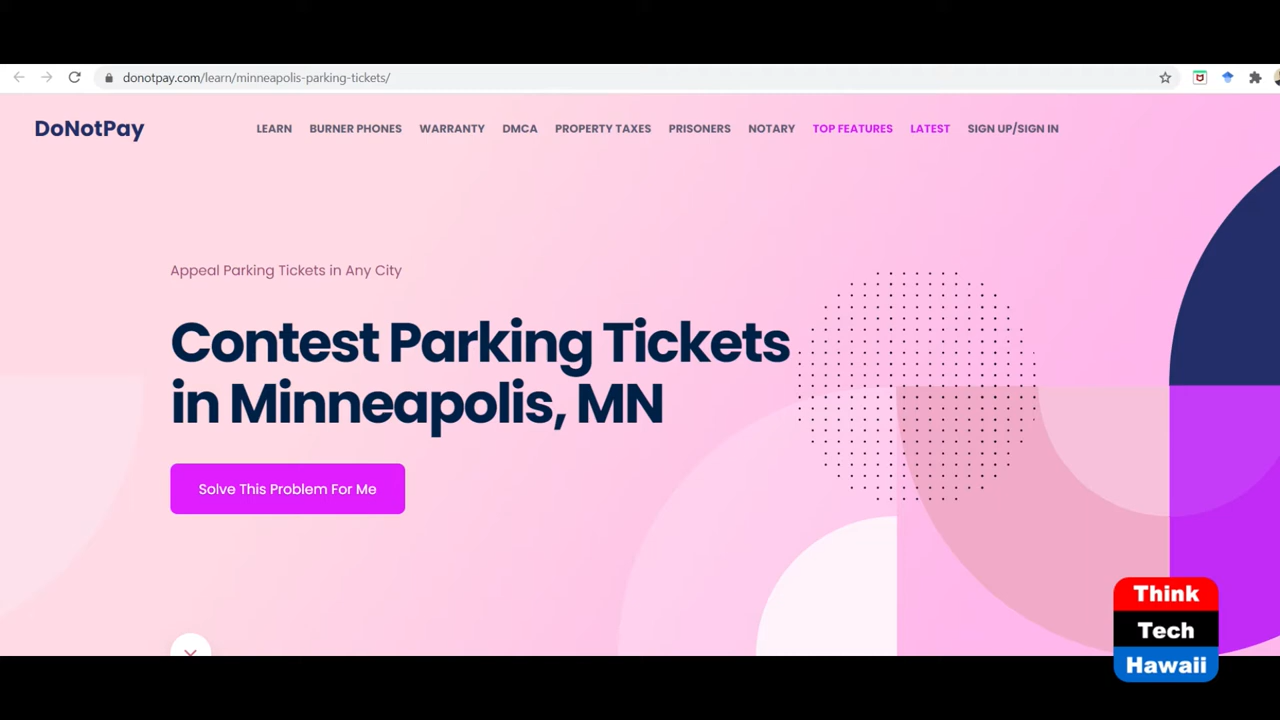 donotpay.com/learn/minneapolis-parking-tickets/
DoNotPay LEARN BURNER PHONES WARRANTY DMCA PROPERTY TAXES PRISONERS NOTARY TOP FEATURES LATEST SIGN UP/SIGN IN
Appeal Parking Tickets in Any City
Contest Parking Tickets
in Minneapolis, MN
Solve This Problem For Me
Think
Tech
Hawaii